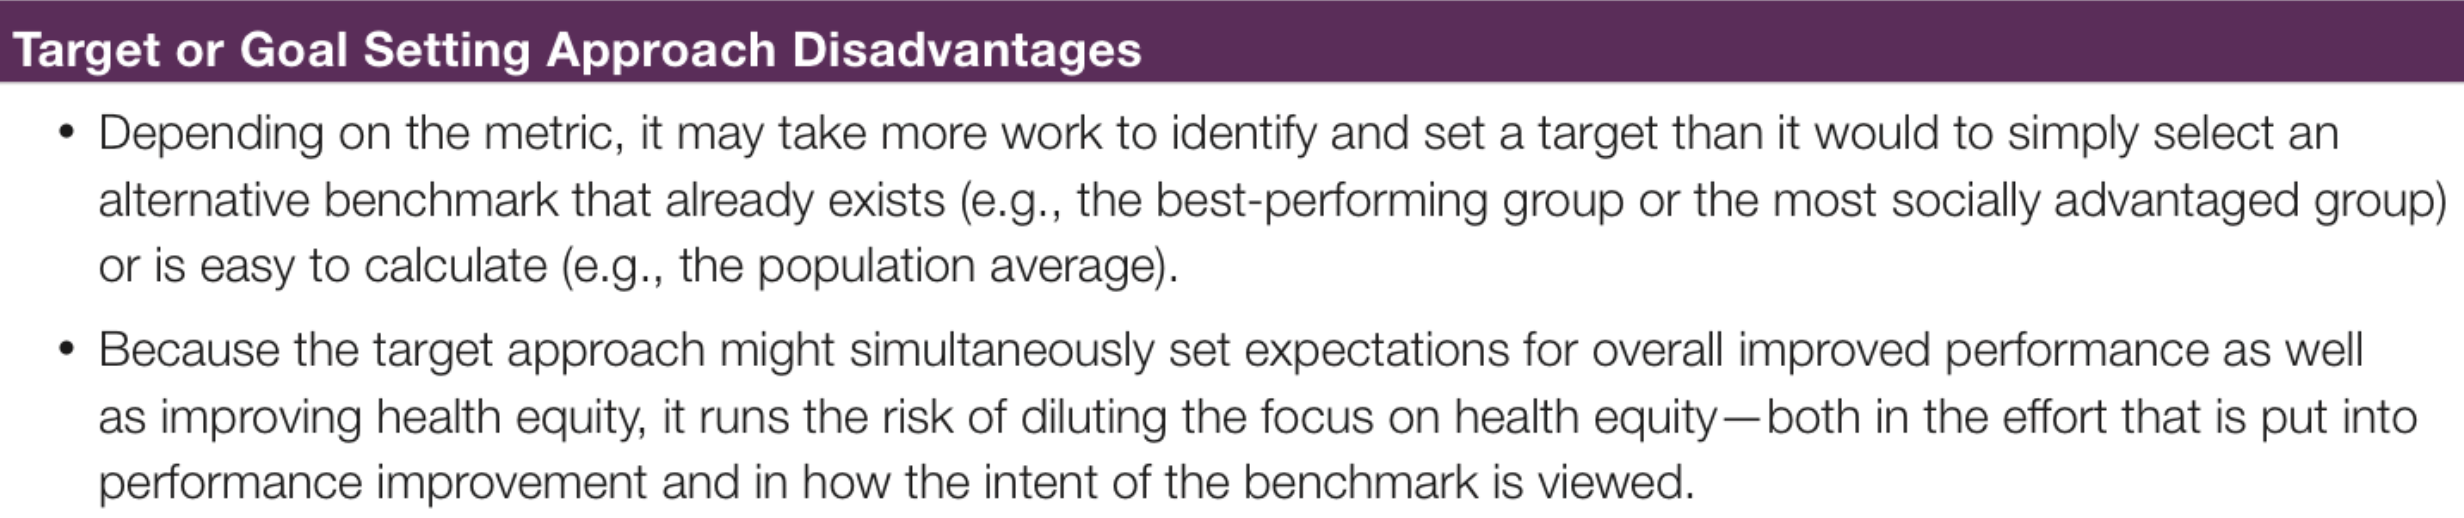 Target or Goal Setting Approach Disadvantages
• Depending on the metric, it may take more work to identify and set a target than it would to simply select an
alternative benchmark that already exists (e.g., the best-performing group or the most socially advantaged group)
or is easy to calculate (e.g., the population average).
• Because the target approach might simultaneously set expectations for overall improved performance as well
as improving health equity, it runs the risk of diluting the focus on health equity—both in the effort that is put into
performance improvement and in how the intent of the benchmark is viewed.